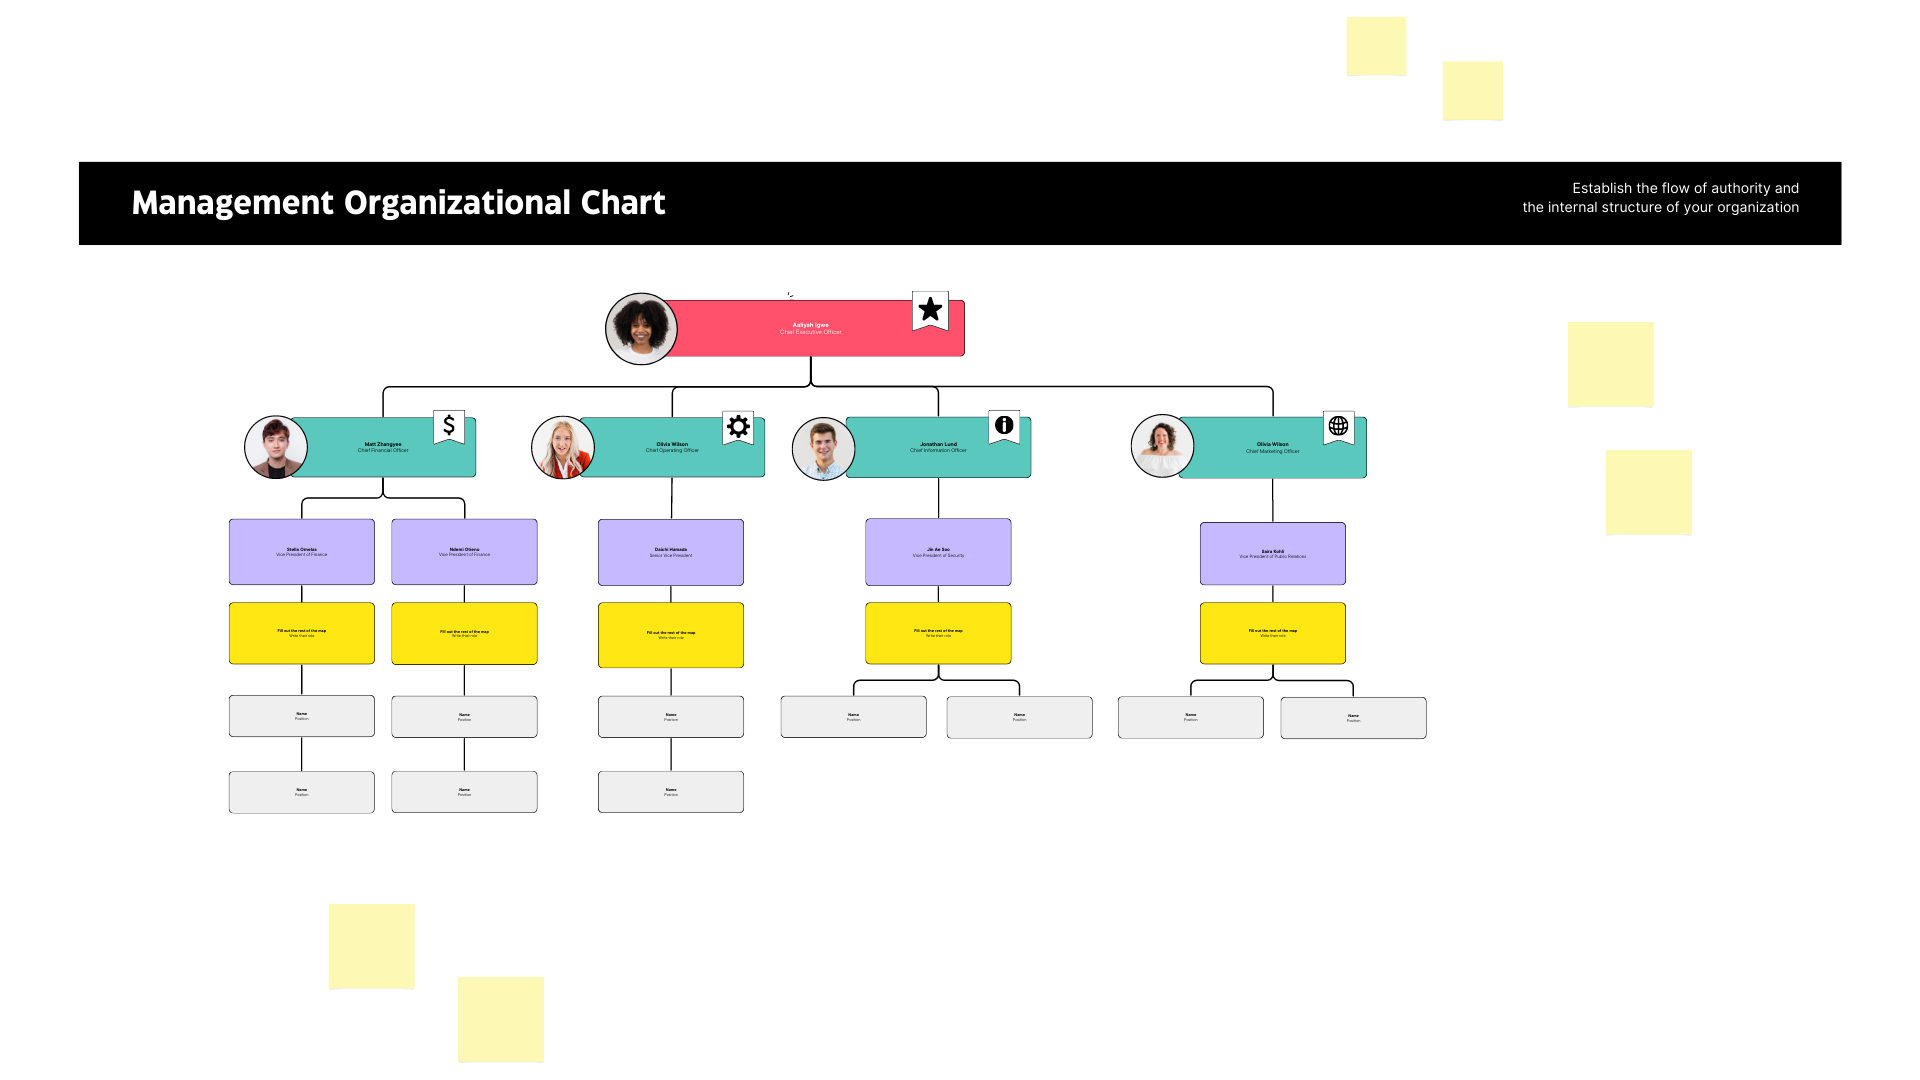 Management Organizational Chart
Establish the flow of authority and
the internal structure of your organization
Aaliyah Igwe
Chief Executive Officer
$
Matt Zhangyee
Chief Financial Officer
Olivia Wilson
Chief Operating Officer
Jonathan Lund
Chief Information Officer
Olivia Wilson
Chief Marketing Officer
Stella Ornelas
Vice President of Finance
Ndemi Otieno
Vice President of Finance
Daichi Hamada
Senior Vice President
Jin Ae Soo
Vice President of Security
Saira Kohli
Vice President of Public Relations
Fill out the rest of the map
Write their role
Fill out the rest of the map
Write their role
Fill out the rest of the map
Write their role
Fill out the rest of the map
Write their role
Fill out the rest of the map
Write their role
Name
Position
Name
Position
Name
Position
Name
Position
Name
Position
Name
Position
Name
Position
Name
Position
Name
Position
Name
Position